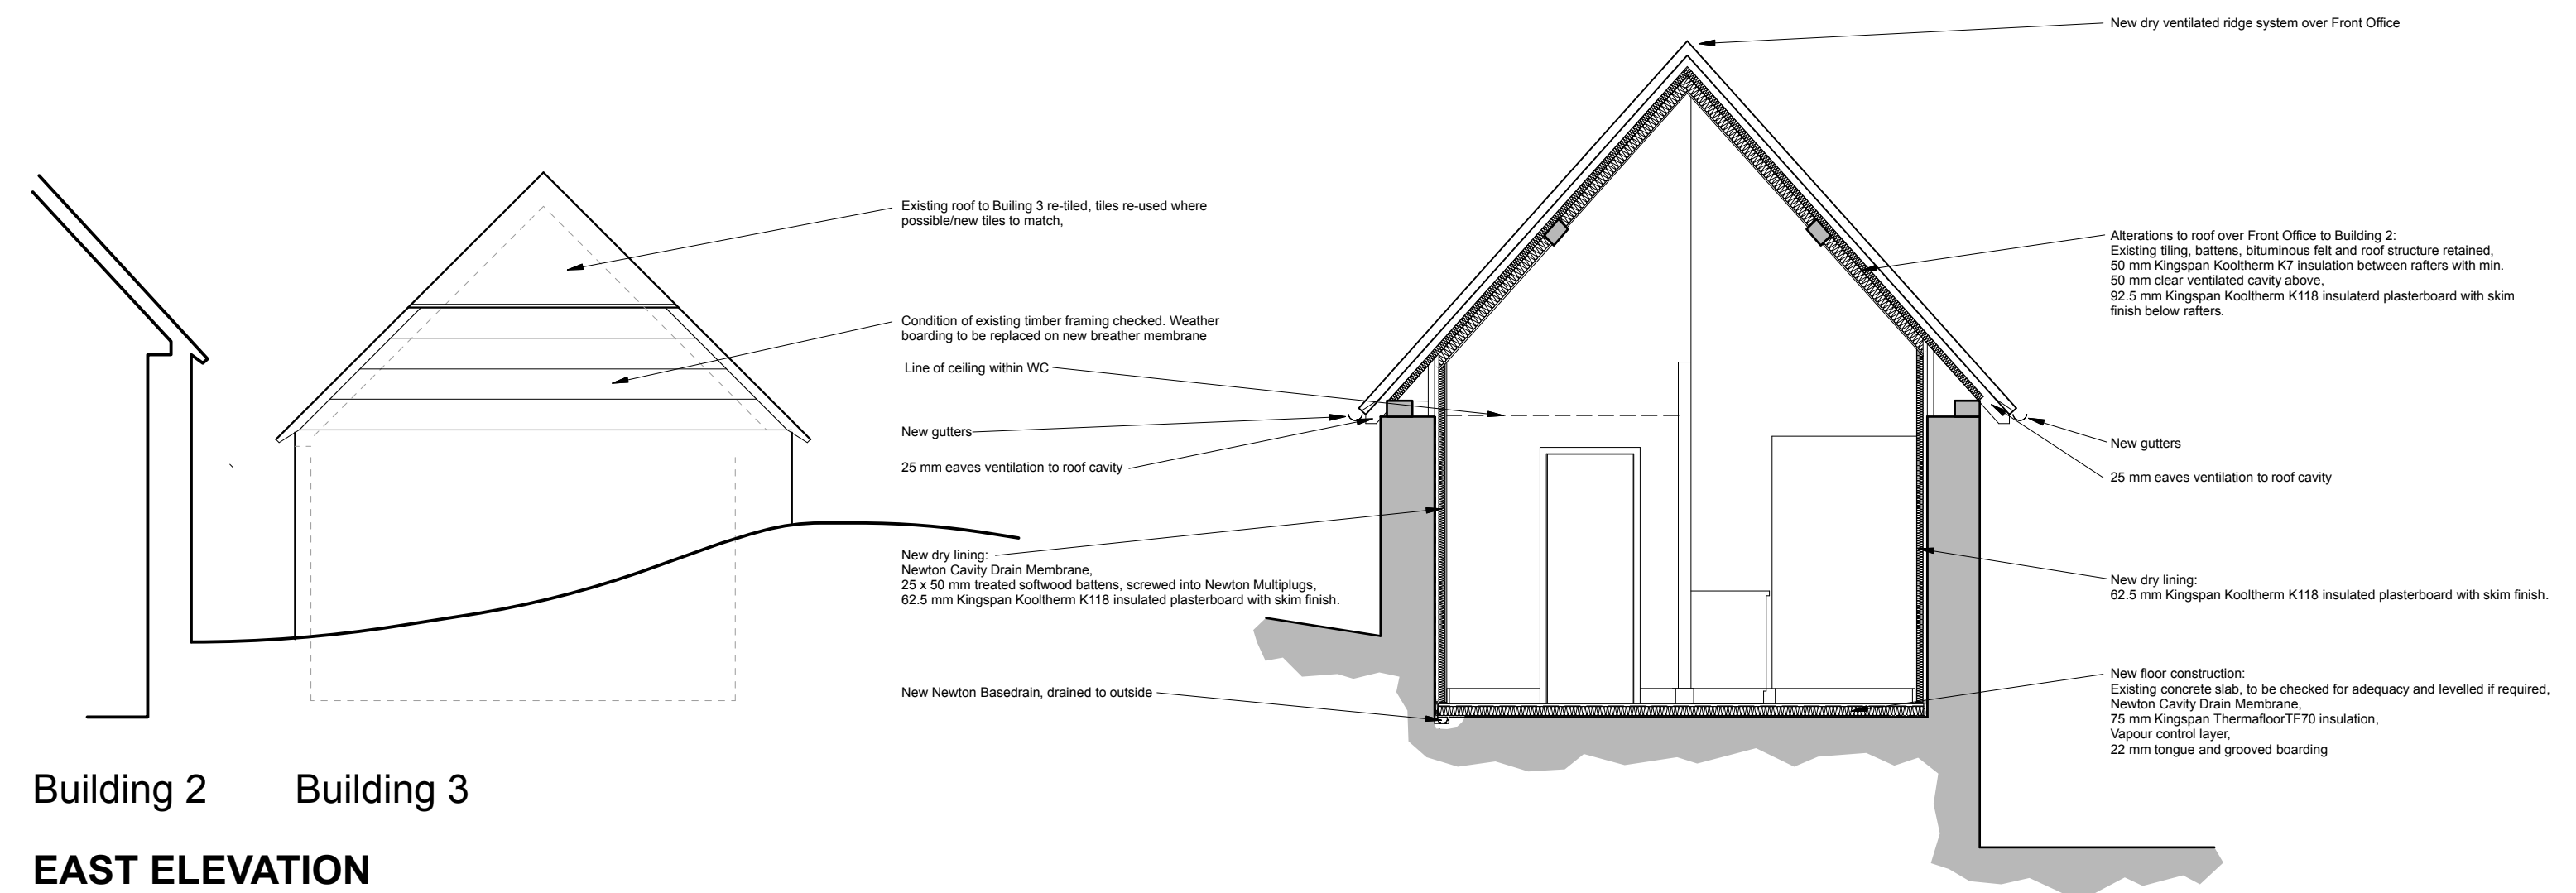 New dry ventilated ridge system over Front Office
Existing roof to Builing 3 re-tiled, tiles re-used where
possible/new tiles to match,
Alterations to roof over Front Office to Building 2:
Existing tiling, battens, bituminous felt and roof structure retained,
50 mm Kingspan Kooltherm K7 insulation between rafters with min.
50 mm clear ventilated cavity above,
92.5 mm Kingspan Kooltherm K118 insulaterd plasterboard with skim
finish below rafters.
Condition of existing timber framing checked. Weather
boarding to be replaced on new breather membrane
Line of ceiling within WC
New gutters
25 mm eaves ventilation to roof cavity
New gutters
25 mm eaves ventilation to roof cavity
New dry lining:
Newton Cavity Drain Membrane,
25 x 50 mm treated softwood battens, screwed into Newton Multiplugs,
62.5 mm Kingspan Kooltherm K118 insulated plasterboard with skim finish.
New dry lining:
62.5 mm Kingspan Kooltherm K118 insulated plasterboard with skim finish.
New Newton Basedrain, drained to outside
New floor construction:
Existing concrete slab, to be checked for adequacy and levelled if required,
Newton Cavity Drain Membrane,
75 mm Kingspan ThermafloorTF70 insulation,
Vapour control layer,
22 mm tongue and grooved boarding
Building 2
Building 3
EAST ELEVATION